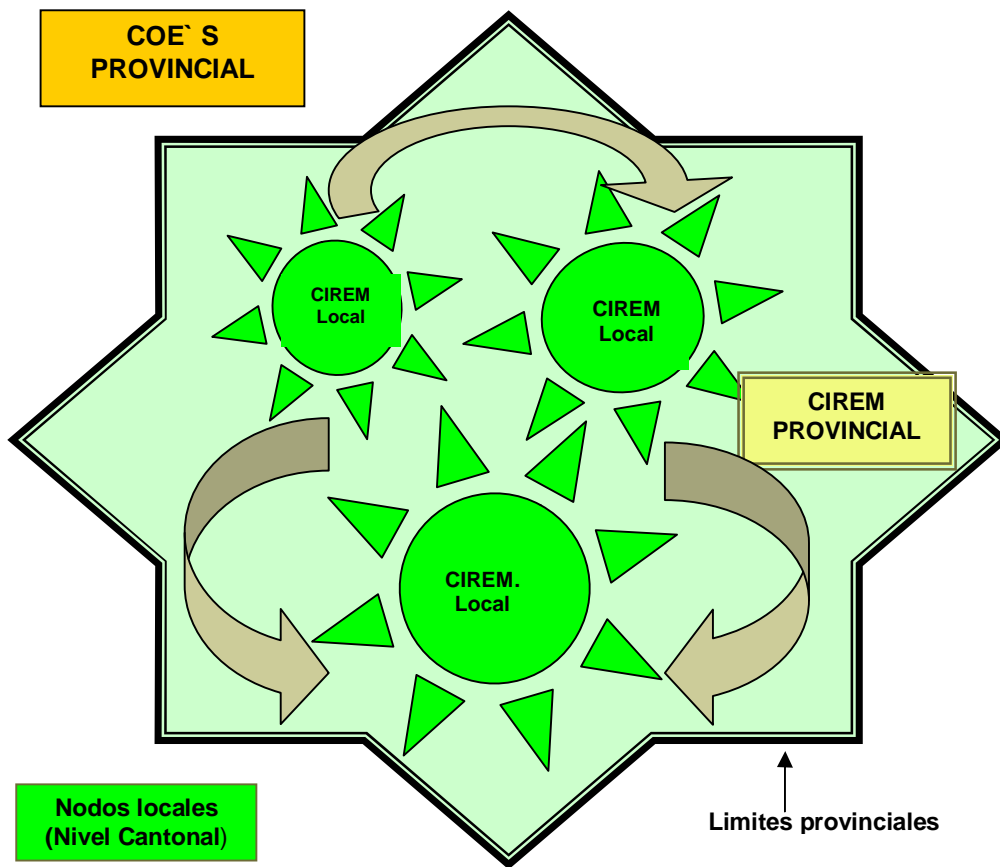 COE` S
PROVINCIAL
CIREM
Local
CIREM
Local
CIREM
PROVINCIAL
CIREM.
Local
Nodos locales
(Nivel Cantonal)
Limites provinciales